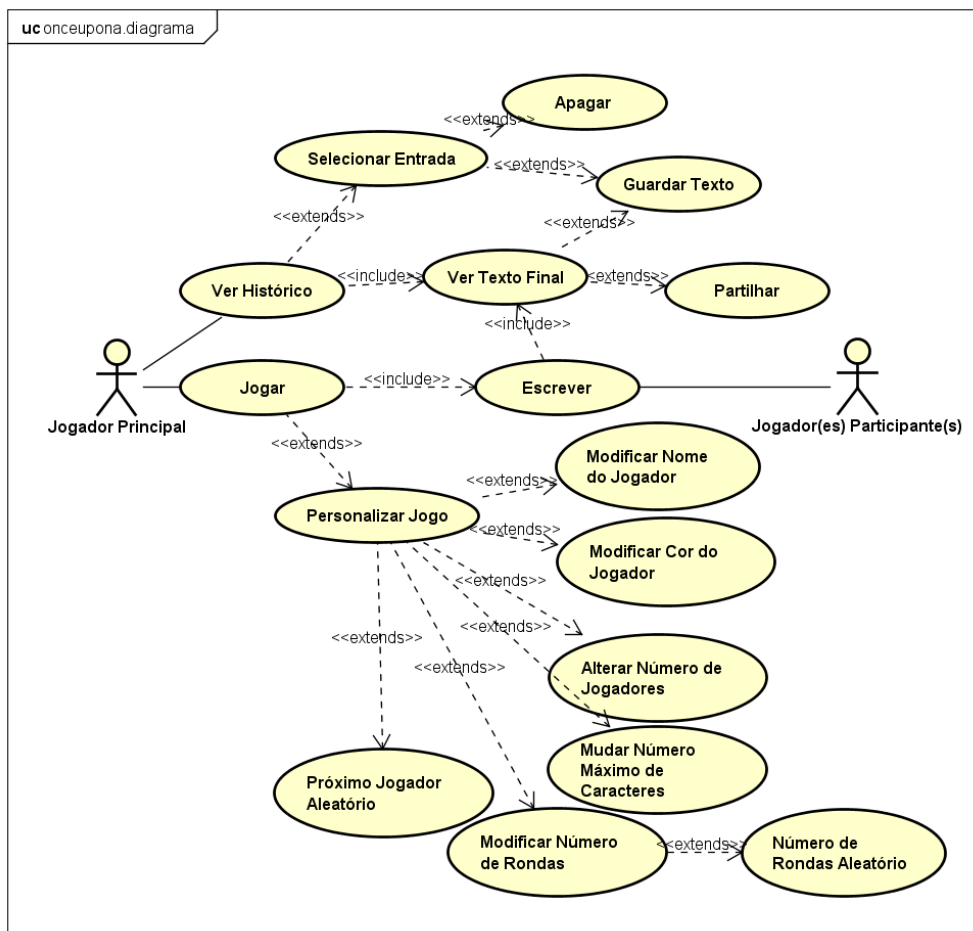 uc onceupona.diagrama
Apagar
<<extends>>
Selecionar Entrada
<<extends>>
Guardar Texto
<<extends>>
<<extends>>
Ver Histórico
<<include>>
Ver Texto Final
<<extends>>
Partilhar
<<include>>
Jogar
<<include>>
Escrever
Jogador Principal
Jogador(es) Participante(s)
<<extends>>
Modificar Nome
do Jogador
<<extends>>
Personalizar Jogo
<<extends>>
Modificar Cor do
Jogador
<<extends>>
<<extends>>
<<extends>>
<<extends>>
Alterar Número de
Jogadores
Mudar Número
Máximo de
Caracteres
Próximo Jogador
Aleatório
Modificar Número
de Rondas
<<extends>>
Número de
Rondas Aleatório